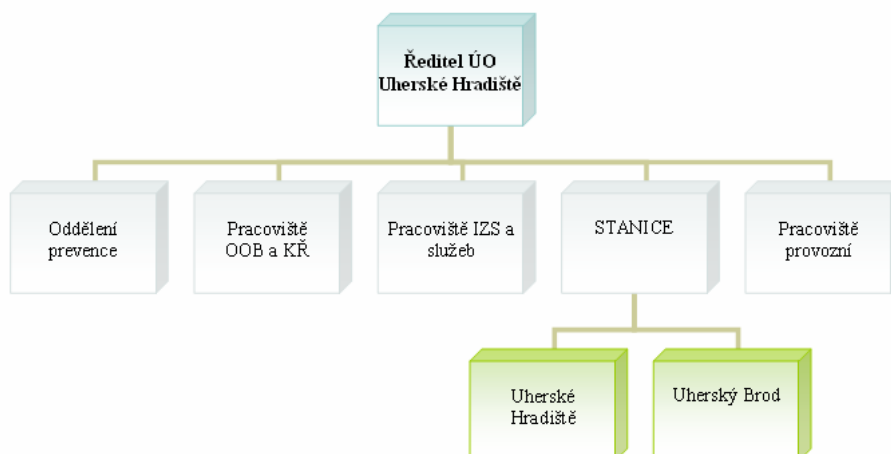 Ředitel ÚO
Uherské Hradiště
Oddělení
prevence
Pracoviště
OOB a KŘ
Pracoviště IZS a
služeb
STANICE
Pracoviště
provozní
Uherské
Hradiště
Uherský Brod